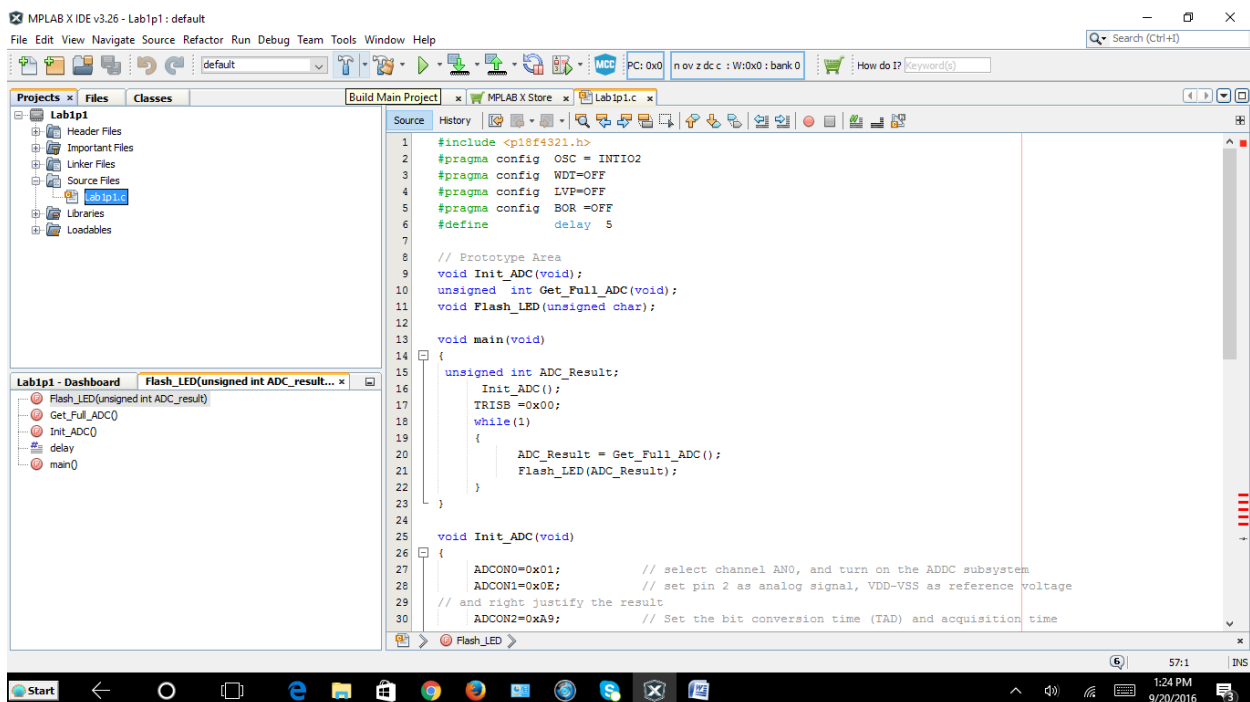 MPLAB X IDE v3.26 - Lab1p1 : default
File Edit View Navigate Source Refactor Run Debug Team Tools Window Help
Search (Ctrl+I)
default
MCC
PC: 0x0
n ov z dc c : W:0x0 : bank 0
How do I? Keyword(s)
Projects Files Classes
Build Main Project
MPLAB X Store
Lab1p1.c
Lab1p1
Header Files
Important Files
Linker Files
Source Files
Lab1p1.c
Libraries
Loadables
Lab1p1 - Dashboard
Flash_LED(unsigned int ADC_result...
Flash_LED(unsigned int ADC_result)
Get_Full_ADC()
Init_ADC()
delay
main()
Source History
1 #include <p18f4321.h>
2 #pragma config OSC = INTIO2
3 #pragma config WDT=OFF
4 #pragma config LVP=OFF
5 #pragma config BOR =OFF
6 #define delay 5
7
8 // Prototype Area
9 void Init_ADC(void);
10 unsigned int Get_Full_ADC(void);
11 void Flash_LED(unsigned char);
12
13 void main(void)
14 {
15 unsigned int ADC_Result;
16 Init_ADC();
17 TRISB =0x00;
18 while(1)
19 {
20 ADC_Result = Get_Full_ADC();
21 Flash_LED(ADC_Result);
22 }
23 }
24
25 void Init_ADC(void)
26 {
27 ADCON0=0x01; // select channel AN0, and turn on the ADDC subsystem
28 ADCON1=0x0E; // set pin 2 as analog signal, VDD-VSS as reference voltage
29 // and right justify the result
30 ADCON2=0xA9; // Set the bit conversion time (TAD) and acquisition time
Flash_LED
6
57:1
INS
Start
1:24 PM
9/20/2016
3